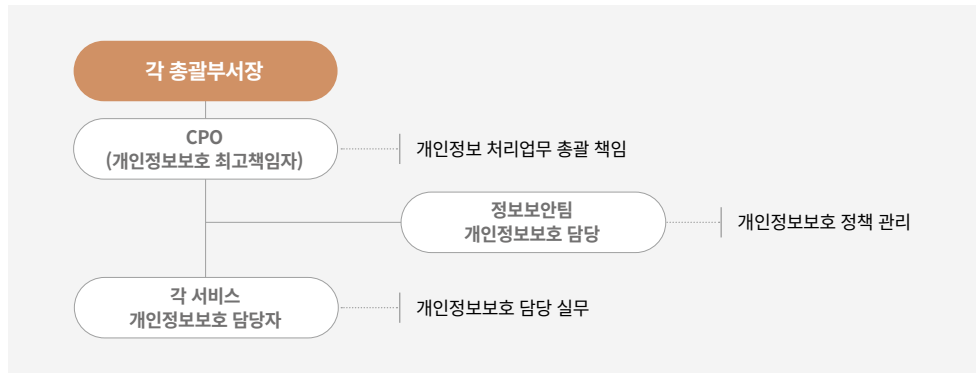 각 총괄부서장
CPO
(개인정보보호 최고책임자)
개인정보 처리업무 총괄 책임
정보보안팀
개인정보보호 담당
개인정보보호 정책 관리
각 서비스
개인정보보호 담당자
개인정보보호 담당 실무